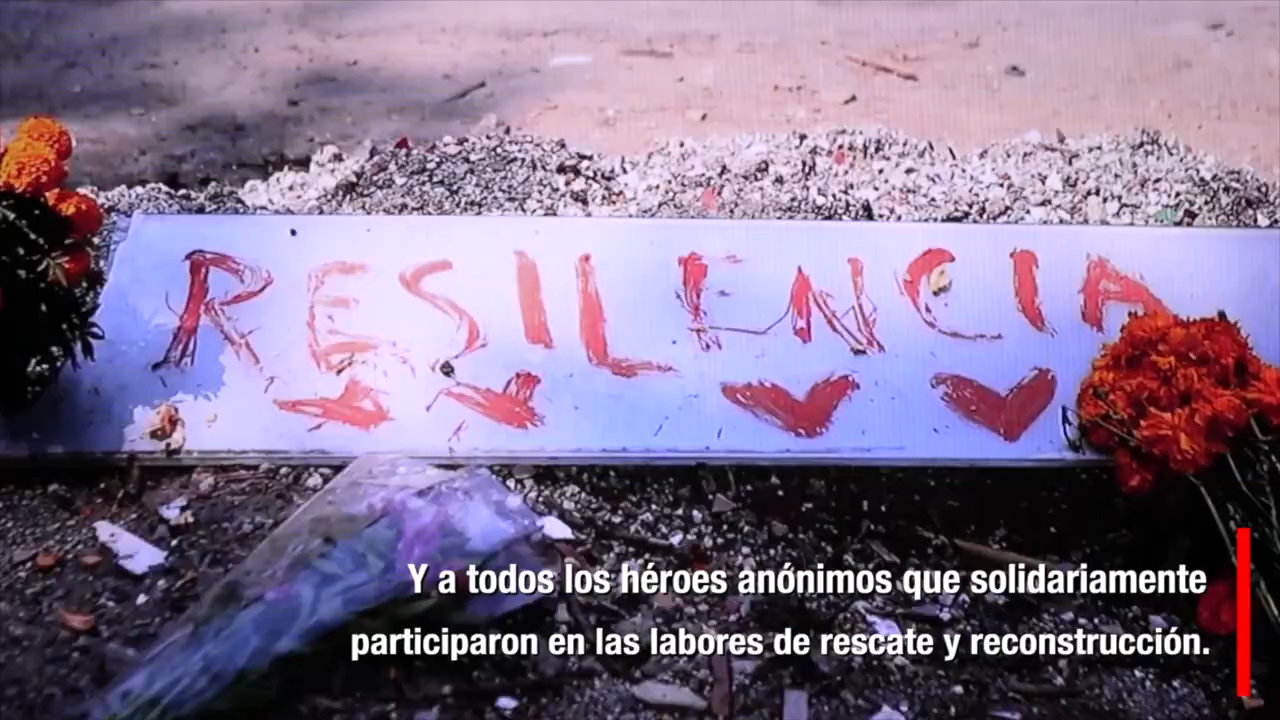 RESILENCIA
Y a todos los héroes anónimos que solidariamente
participaron en las labores de rescate y reconstrucción.